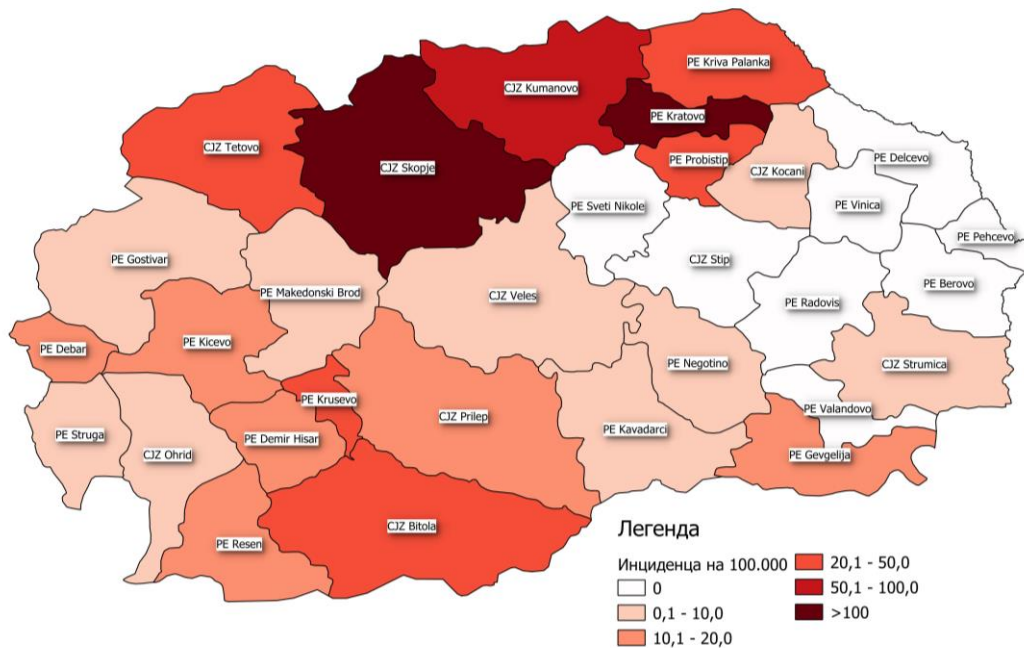 PE Kriva Palanka
CJZ Kumanovo
PE Kratovo
CJZ Tetovo
PE Probistip
PE Delcevo
CJZ Skopje
CJZ Kocani
PE Sveti Nikole
PE Vinica
PE Pehcevo
PE Gostivar
CJZ Stip
PE Berovo
PE Makedonski Brod
CJZ Veles
PE Radovis
PE Debar
PE Kicevo
PE Negotino
CJZ Strumica
PE Krusevo
PE Valandovo
CJZ Prilep
PE Struga
PE Demir Hisar
PE Kavadarci
CJZ Ohrid
PE Gevgelija
CJZ Bitola
PE Resen
Легенда
Инциденца на 100.000
0
0,1 - 10,0
10,1 - 20,0
20,1 - 50,0
50,1 - 100,0
>100